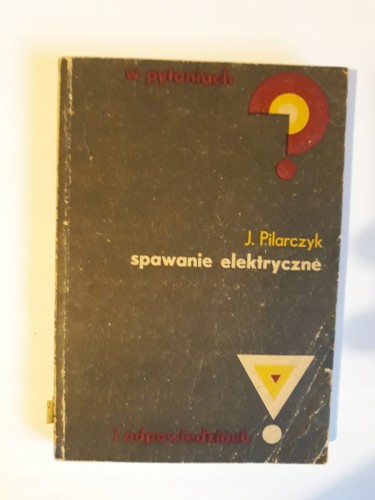 w pytaniach
?
J. Pilarczyk
spawanie elektryczne
i odpowiedziach
!